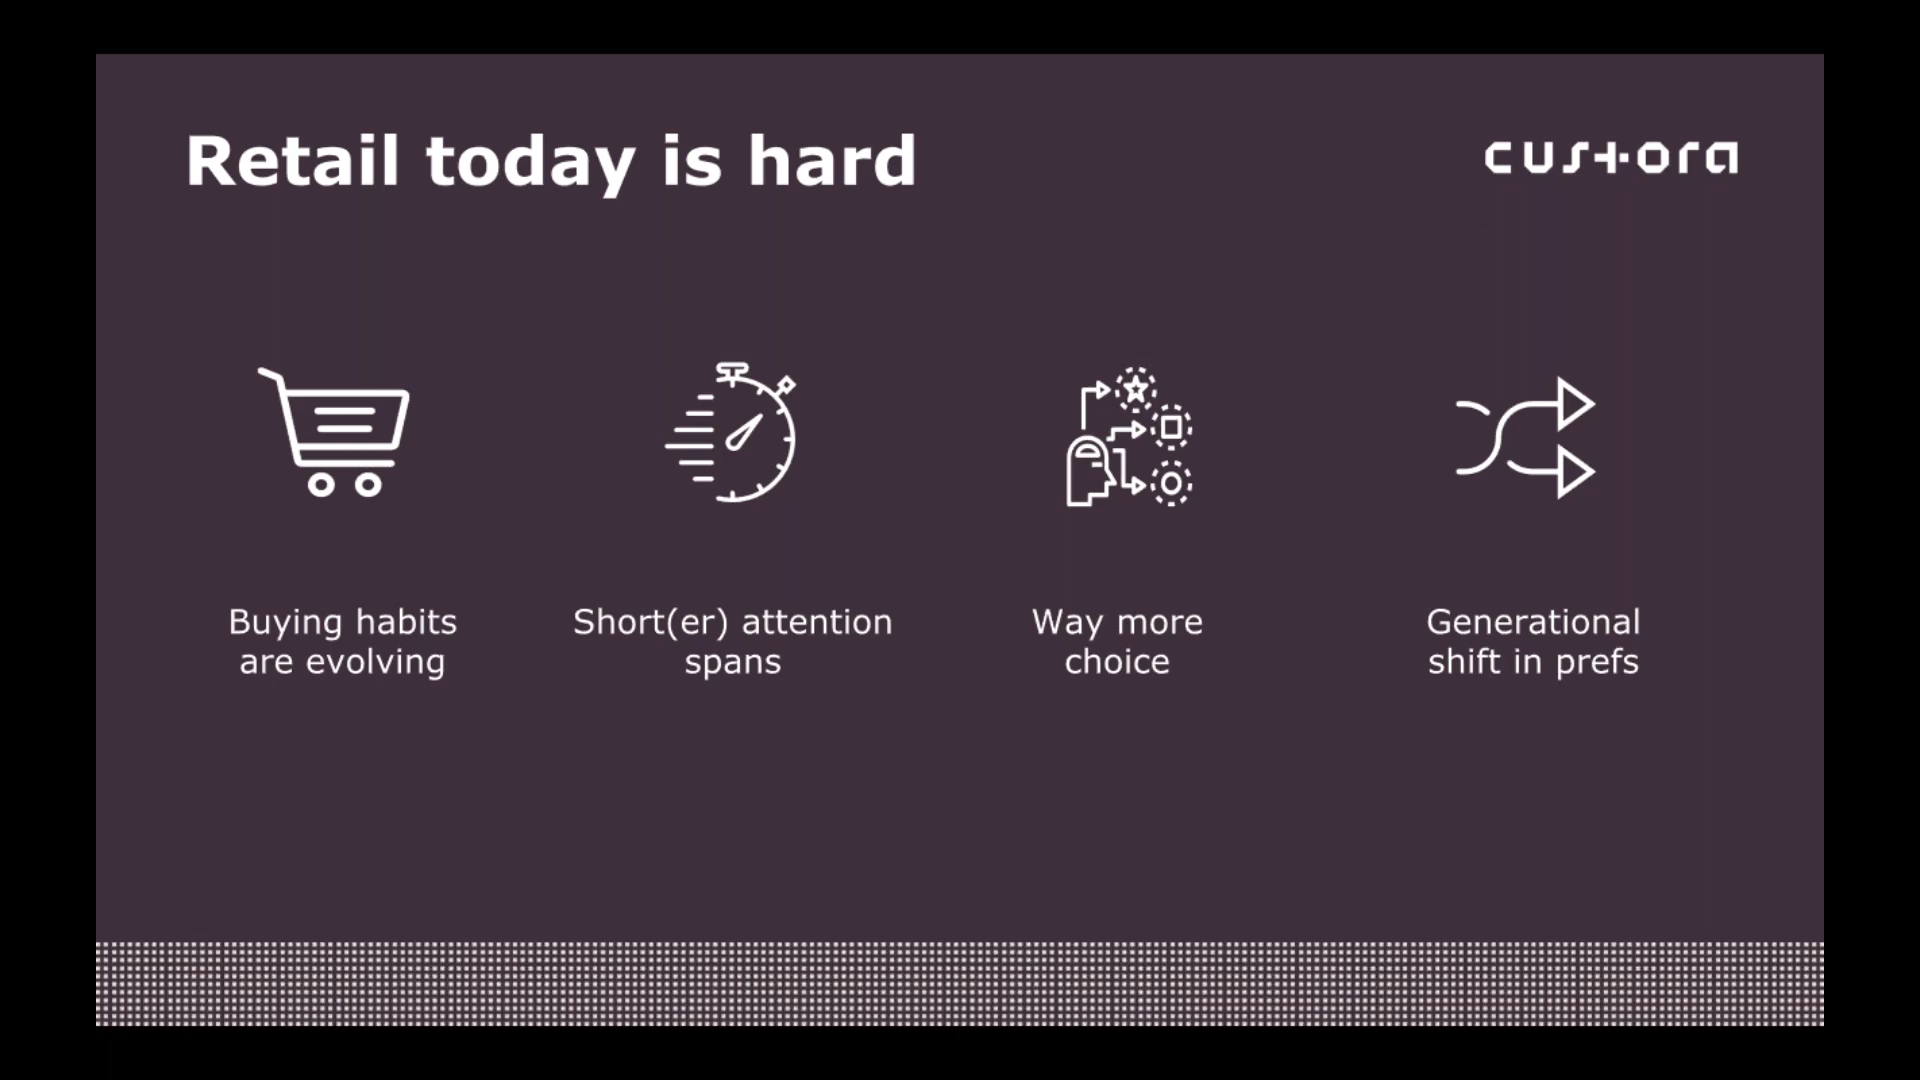 Retail today is hard
custora
Buying habits
are evolving
Short(er) attention
spans
Way more
choice
Generational
shift in prefs